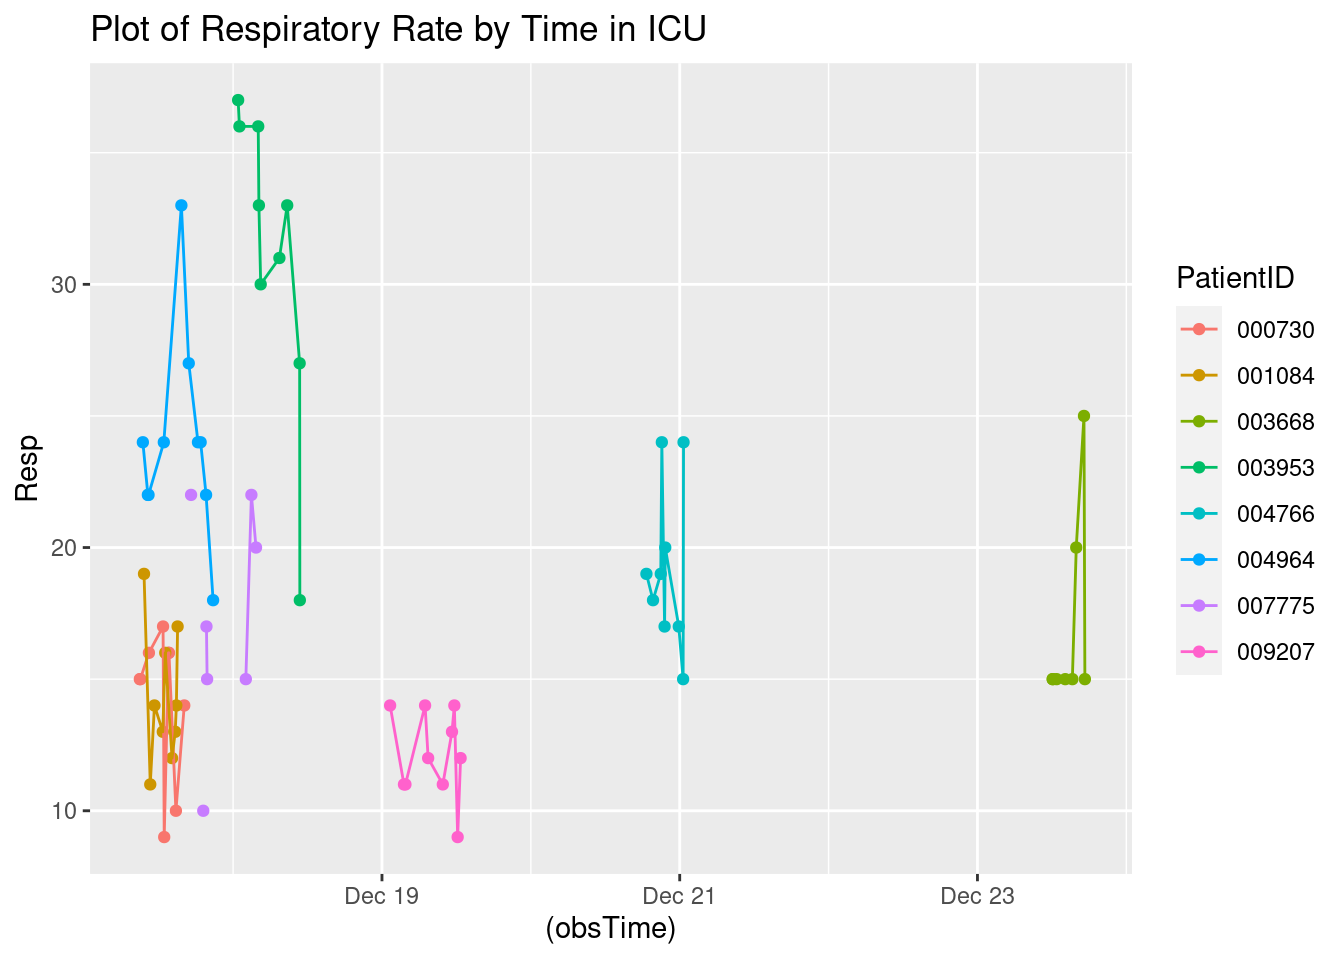 Plot of Respiratory Rate by Time in ICU
Resp
30
20
10
Dec 19
Dec 21
Dec 23
(obsTime)
PatientID
000730
001084
003668
003953
004766
004964
007775
009207